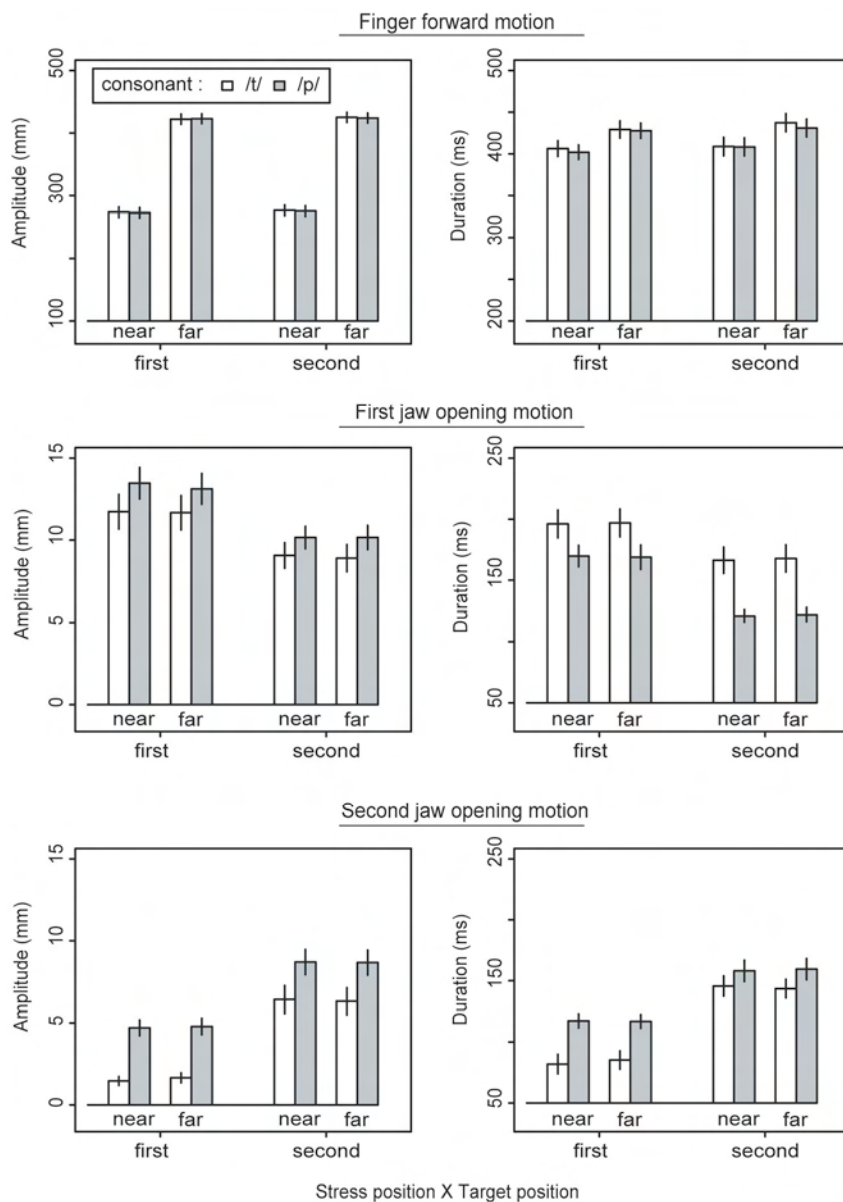 Finger forward motion
consonant : /t/ /p/
Amplitude (mm)
500
300
100
near far near far
first second
Duration (ms)
500
400
300
200
near far near far
first second
First jaw opening motion
Amplitude (mm)
15
10
5
0
near far near far
first second
Duration (ms)
250
150
50
near far near far
first second
Second jaw opening motion
Amplitude (mm)
15
10
5
0
near far near far
first second
Duration (ms)
250
150
50
near far near far
first second
Stress position X Target position